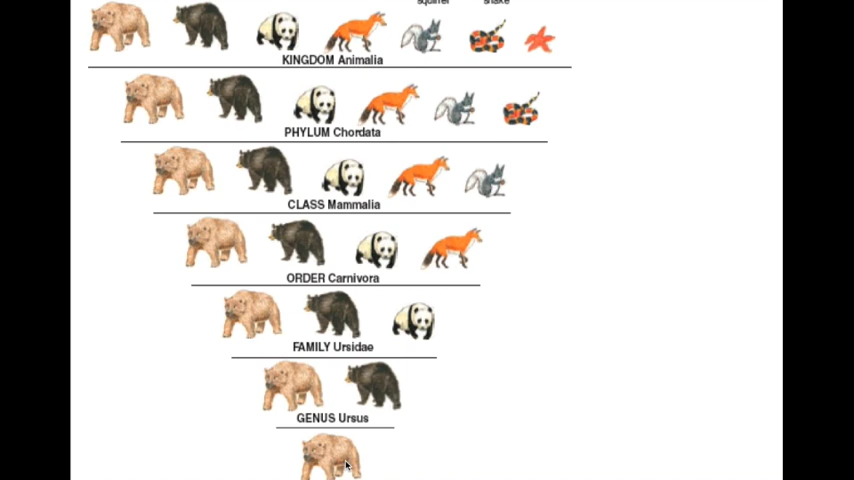 squirrel snake
KINGDOM Animalia
PHYLUM Chordata
CLASS Mammalia
ORDER Carnivora
FAMILY Ursidae
GENUS Ursus